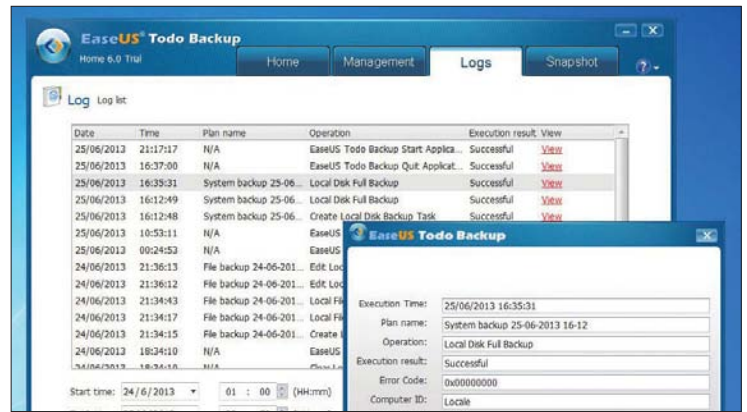 EaseUS® Todo Backup
Home 6.0 Trial
Home Management Logs Snapshot ?
Log Log list
Date Time Plan name Operation Execution result View
25/06/2013 21:17:17 N/A EaseUS Todo Backup Start Applica... Successful View
25/06/2013 16:37:00 N/A EaseUS Todo Backup Quit Applicat... Successful View
25/06/2013 16:35:31 System backup 25-06... Local Disk Full Backup Successful View
25/06/2013 16:12:49 System backup 25-06... Local Disk Full Backup Successful View
25/06/2013 16:12:48 System backup 25-06... Create Local Disk Backup Task Successful View
25/06/2013 10:53:11 N/A EaseUS
25/06/2013 00:24:53 N/A EaseUS
24/06/2013 21:36:13 File backup 24-06-201... Edit Loc
24/06/2013 21:36:12 File backup 24-06-201... Edit Loc
24/06/2013 21:34:43 File backup 24-06-201... Local Fil
24/06/2013 21:34:17 File backup 24-06-201... Local Fil
24/06/2013 21:34:15 File backup 24-06-201... Create L
24/06/2013 18:34:10 N/A EaseUS
Start time: 24/6/2013 01 : 00 (HH:mm)
EaseUS Todo Backup
Execution Time: 25/06/2013 16:35:31
Plan name: System backup 25-06-2013 16-12
Operation: Local Disk Full Backup
Execution result: Successful
Error Code: 0x00000000
Computer ID: Locale